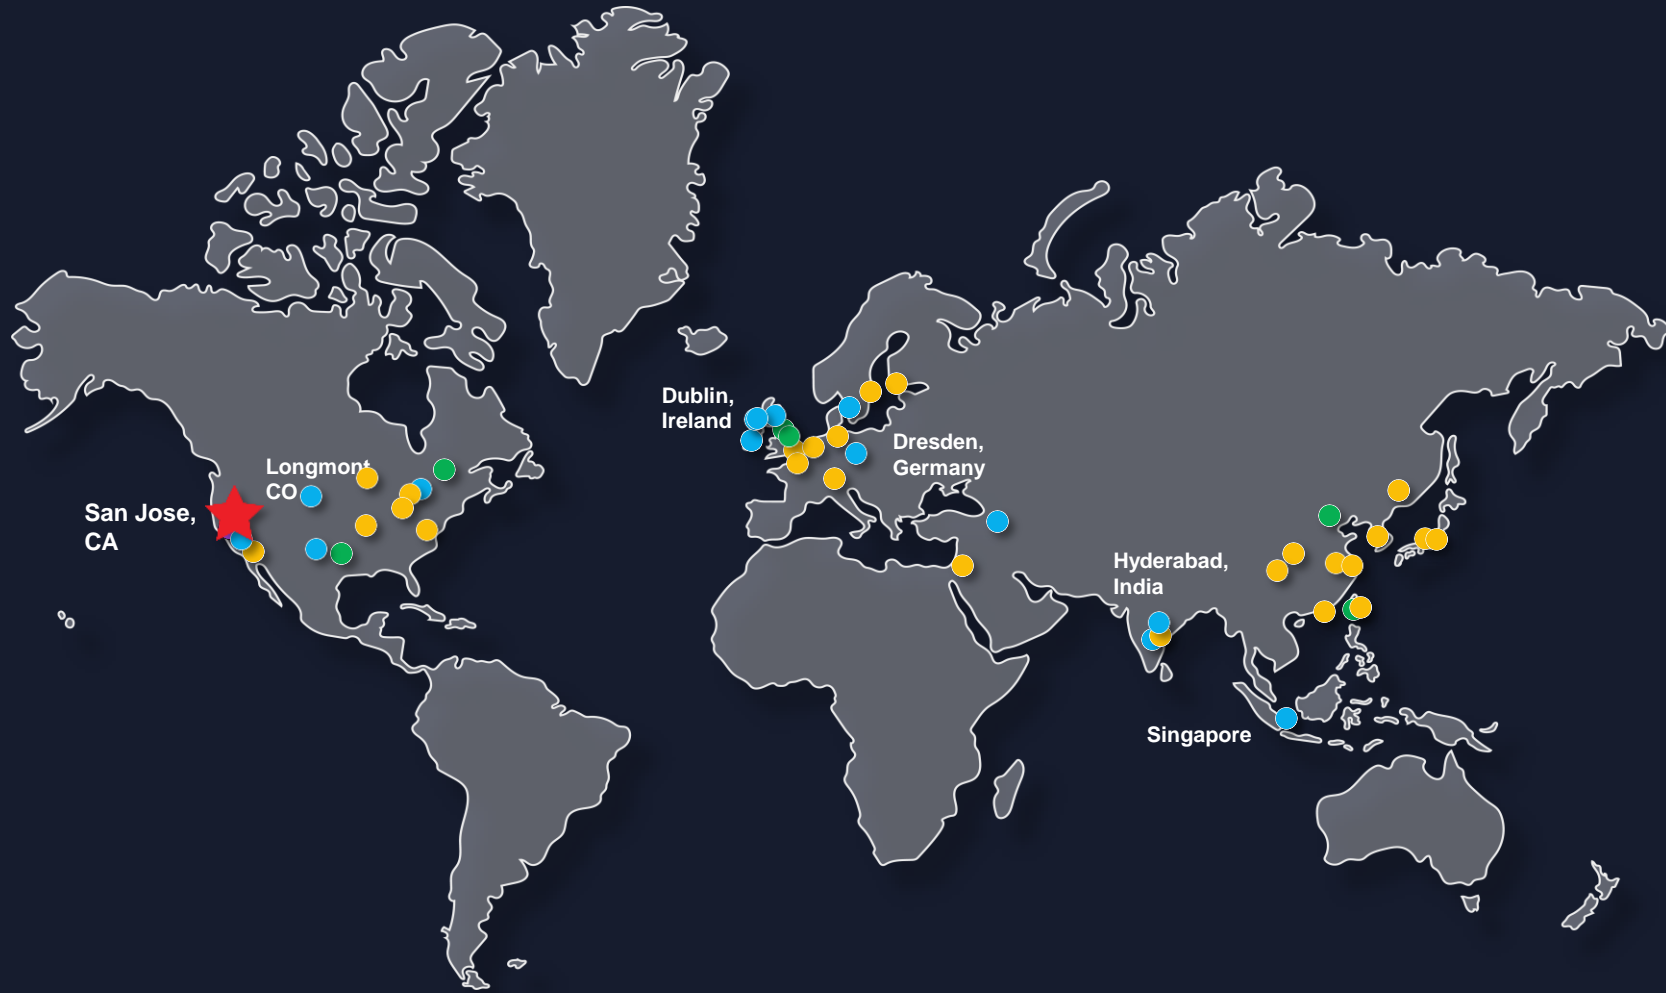 Dublin,
Ireland
Dresden,
Germany
Longmont
CO
San Jose,
CA
Hyderabad,
India
Singapore